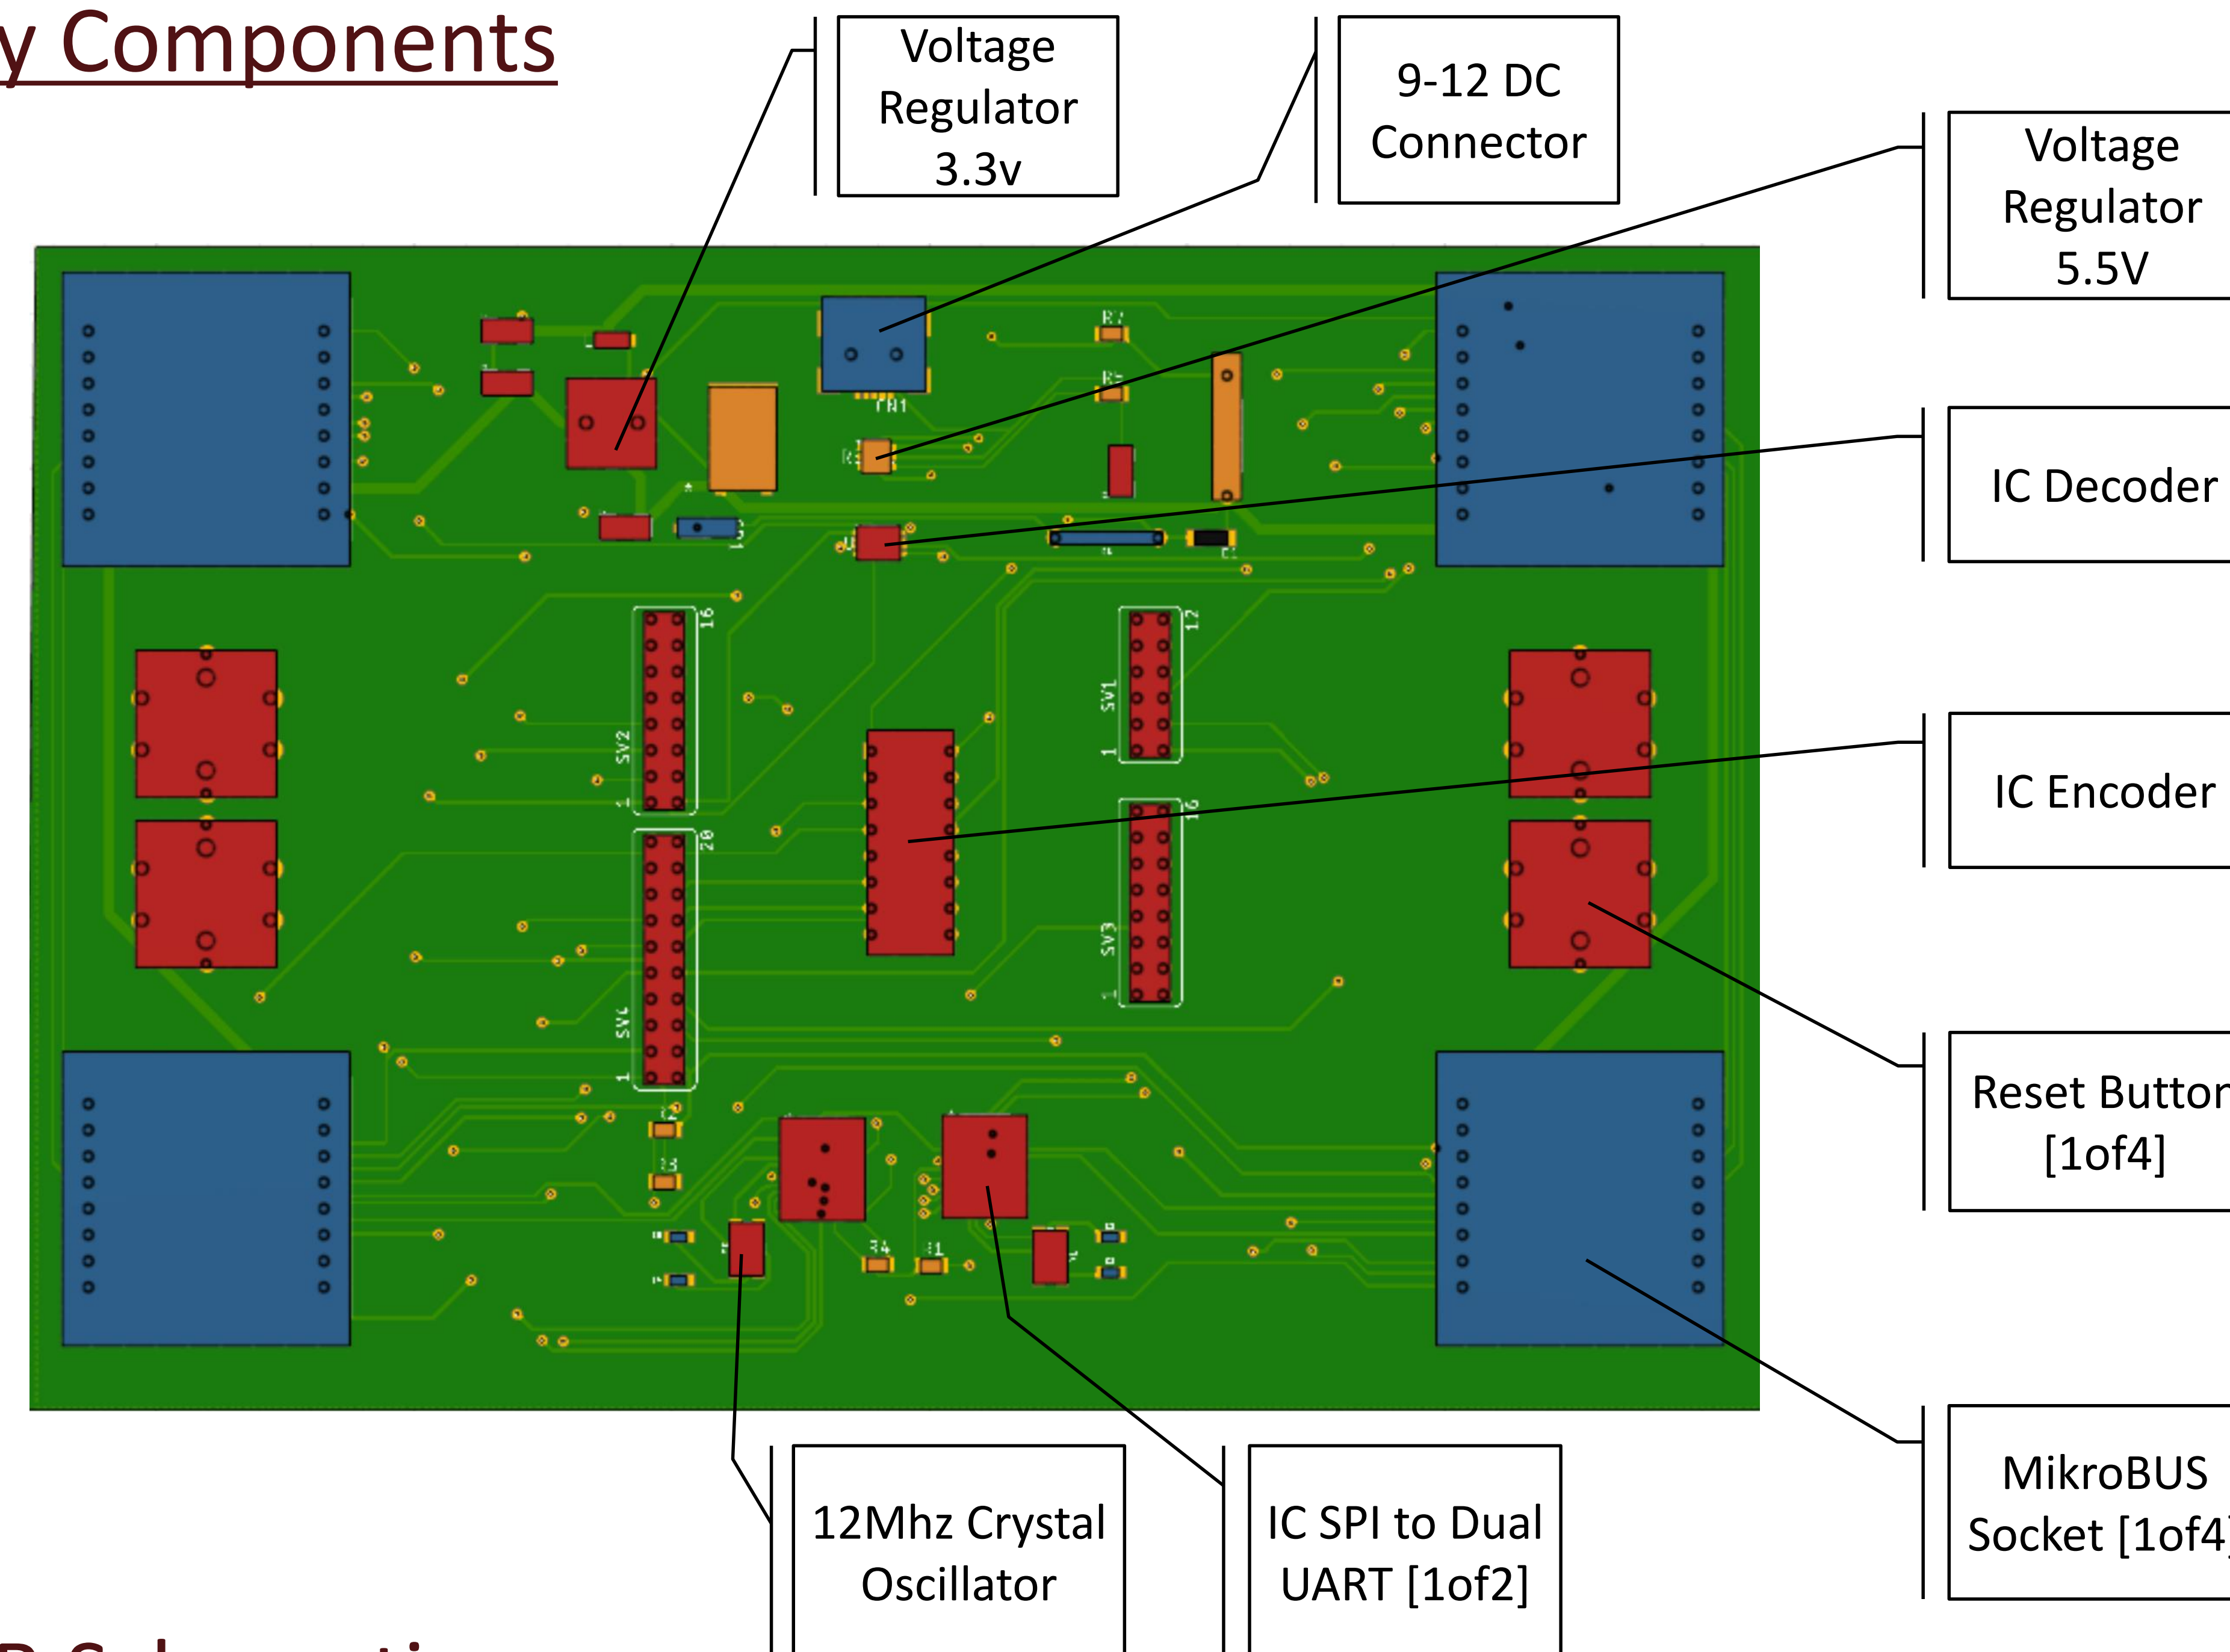 y Components
Voltage
Regulator
3.3v
9-12 DC
Connector
Voltage
Regulator
5.5V
IC Decoder
IC Encoder
Reset Button
[1of4]
MikroBUS
Socket [1of4]
12Mhz Crystal
Oscillator
IC SPI to Dual
UART [1of2]
CN1
16
SV2
1
12
SV1
1
20
SV4
1
16
SV3
1